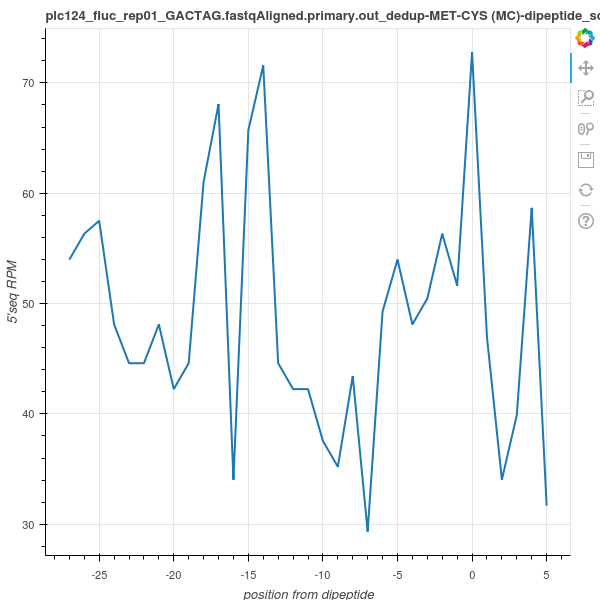 plc124_fluc_rep01_GACTAG.fastqAligned.primary.out_dedup-MET-CYS (MC)-dipeptide_sc
70
60
50
40
30
5'seq RPM
-25 -20 -15 -10 -5 0 5
position from dipeptide